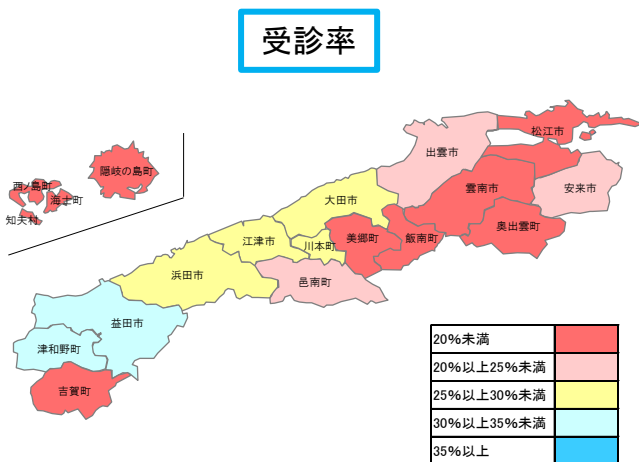 受診率
松江市
出雲市
隠岐の島町
西ノ島町
海士町
安来市
雲南市
大田市
知夫村
奥出雲町
飯南町
美郷町
江津市
川本町
浜田市
邑南町
益田市
津和野町
吉賀町
20%未満
20%以上25%未満
25%以上30%未満
30%以上35%未満
35%以上